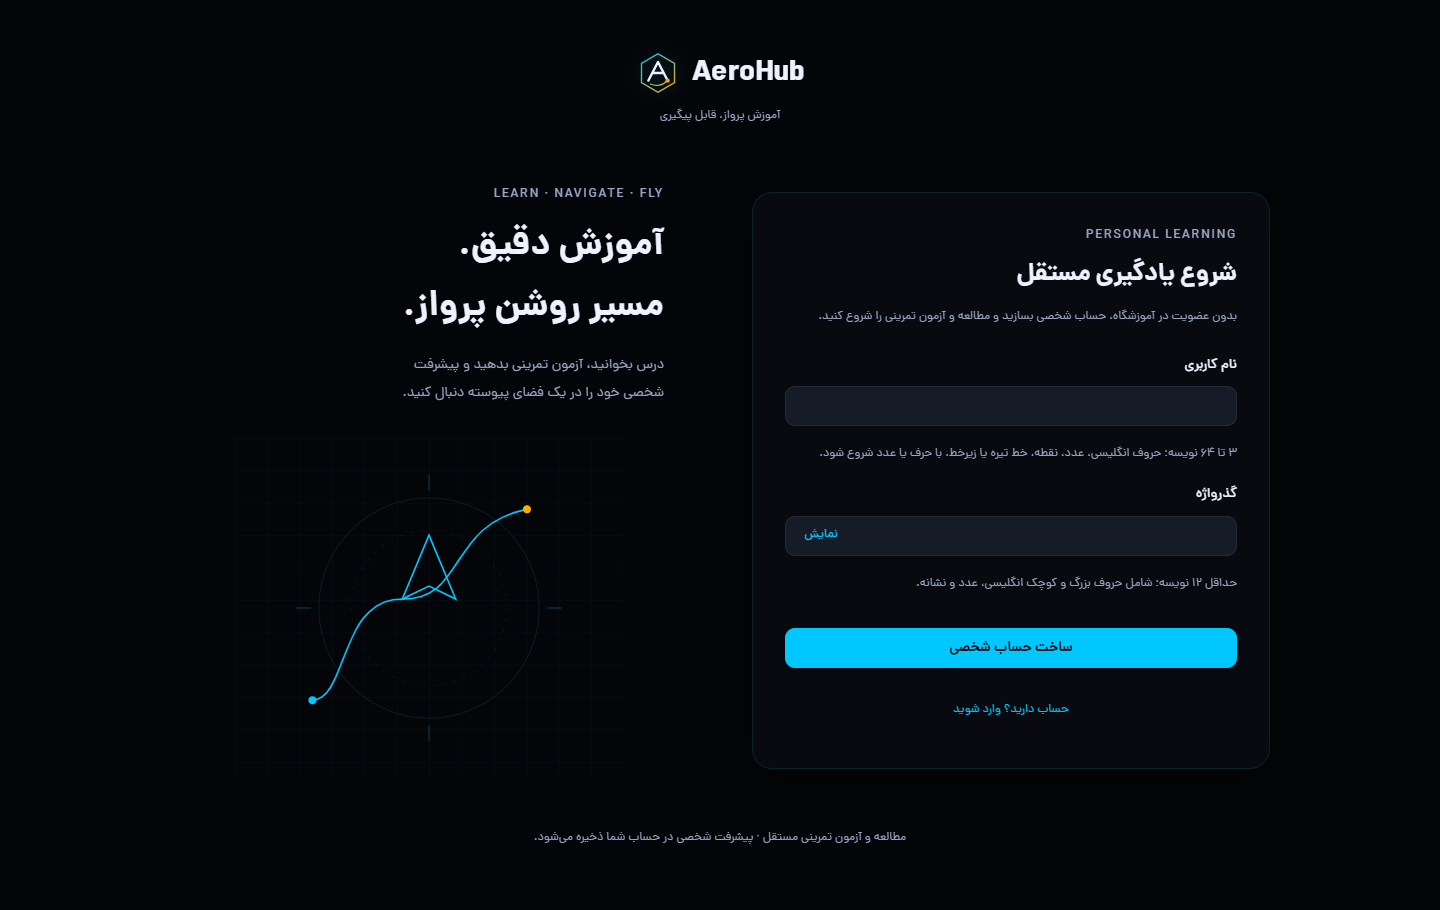 AeroHub
آموزش پرواز، قابل پیگیری
PERSONAL LEARNING
شروع یادگیری مستقل
بدون عضویت در آموزشگاه، حساب شخصی بسازید و مطالعه و آزمون تمرینی را شروع کنید.
نام کاربری
۳ تا ۶۴ نویسه؛ حروف انگلیسی، عدد، نقطه، خط تیره یا زیرخط. با حرف یا عدد شروع شود.
گذرواژه
نمایش
حداقل ۱۲ نویسه؛ شامل حروف بزرگ و کوچک انگلیسی، عدد و نشانه.
ساخت حساب شخصی
حساب دارید؟ وارد شوید
LEARN · NAVIGATE · FLY
آموزش دقیق.
مسیر روشن پرواز.
درس بخوانید، آزمون تمرینی بدهید و پیشرفت
شخصی خود را در یک فضای پیوسته دنبال کنید.
مطالعه و آزمون تمرینی مستقل · پیشرفت شخصی در حساب شما ذخیره می‌شود.